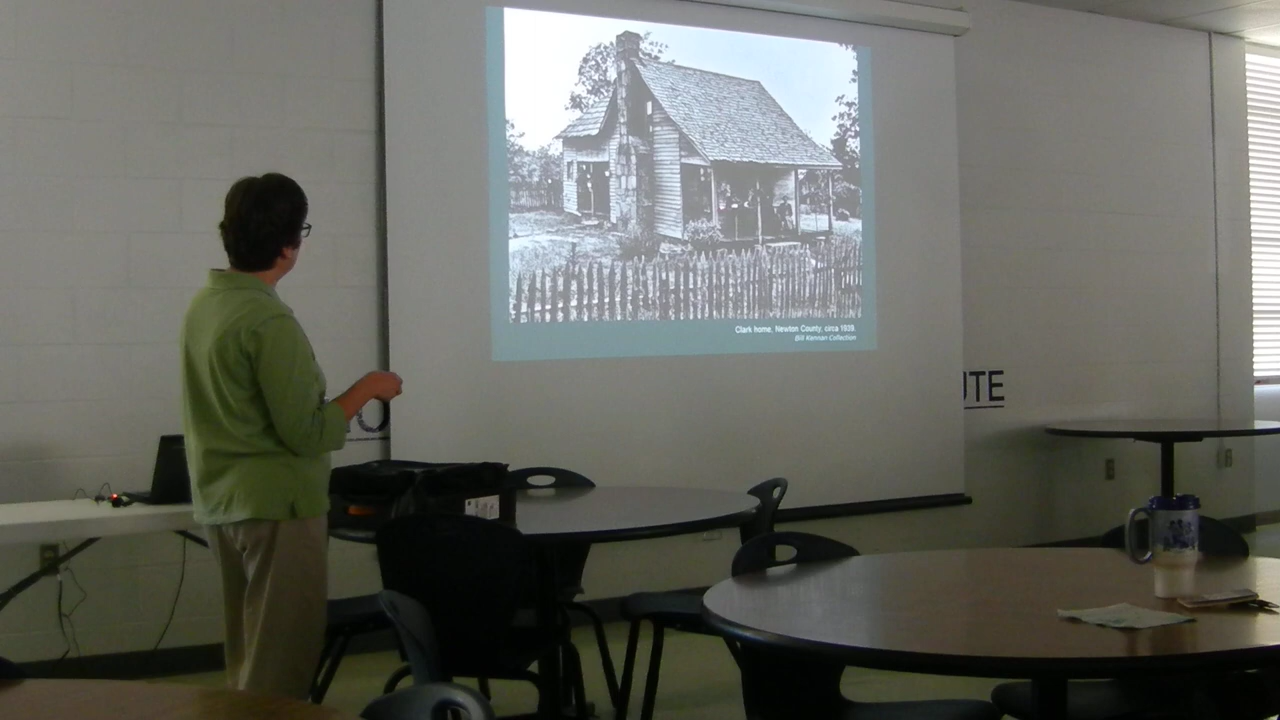 Clark home, Newton County, circa 1939.
Bill Kennan Collection
UTE